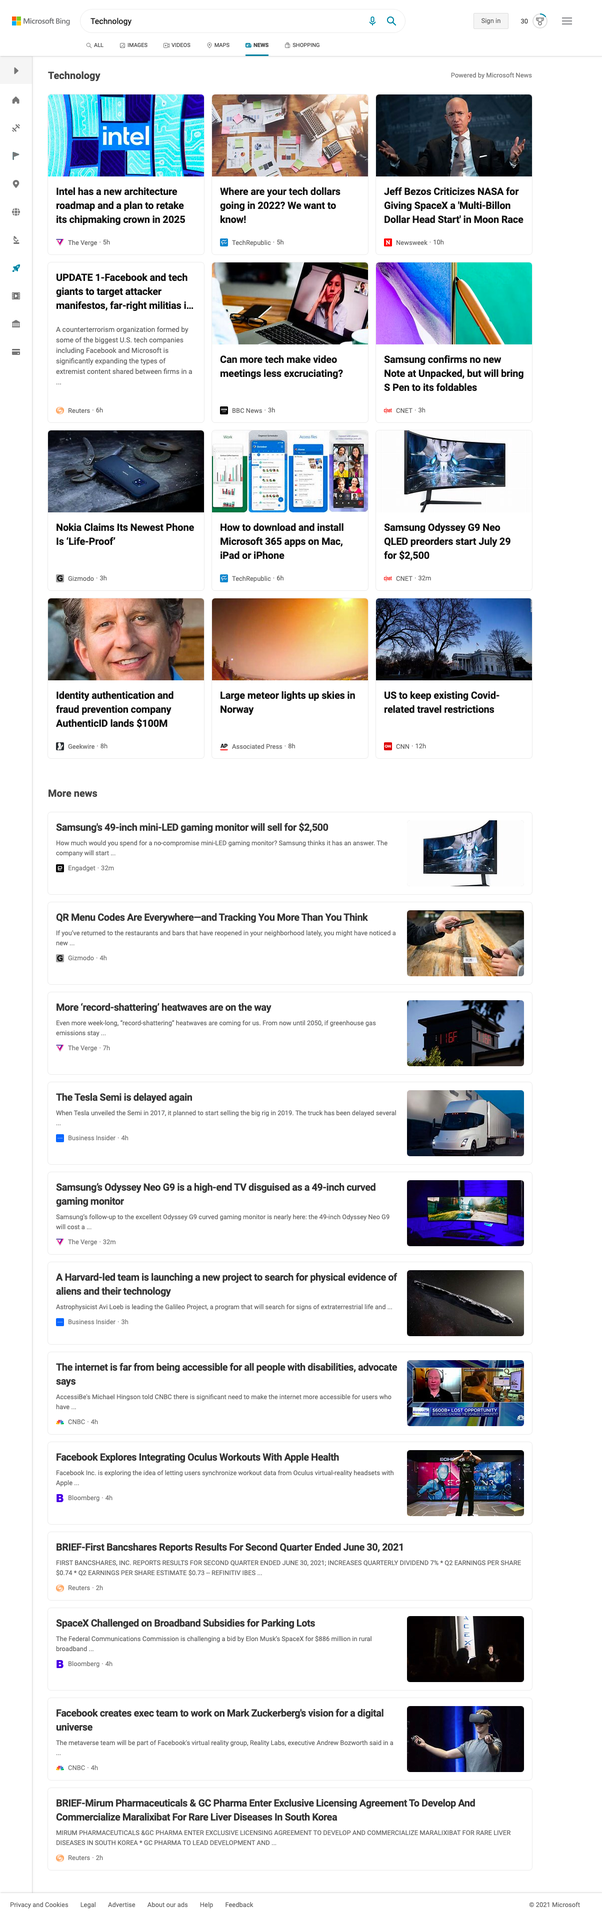 Microsoft Bing
Technology
Sign in
30
ALL
IMAGES
VIDEOS
MAPS
NEWS
SHOPPING
Technology
Powered by Microsoft News
intel
Intel has a new architecture
roadmap and a plan to retake
its chipmaking crown in 2025
The Verge · 5h
Where are your tech dollars
going in 2022? We want to
know!
TechRepublic · 5h
Jeff Bezos Criticizes NASA for
Giving SpaceX a 'Multi-Billon
Dollar Head Start' in Moon Race
Newsweek · 10h
UPDATE 1-Facebook and tech
giants to target attacker
manifestos, far-right militias i...
A counterterrorism organization formed by
some of the biggest U.S. tech companies
including Facebook and Microsoft is
significantly expanding the types of
extremist content shared between firms in a
...
Reuters · 6h
Can more tech make video
meetings less excruciating?
BBC News · 3h
Samsung confirms no new
Note at Unpacked, but will bring
S Pen to its foldables
CNET · 3h
Nokia Claims Its Newest Phone
Is ‘Life-Proof’
Gizmodo · 3h
How to download and install
Microsoft 365 apps on Mac,
iPad or iPhone
TechRepublic · 6h
Samsung Odyssey G9 Neo
QLED preorders start July 29
for $2,500
CNET · 32m
Identity authentication and
fraud prevention company
AuthenticID lands $100M
Geekwire · 8h
Large meteor lights up skies in
Norway
AP
Associated Press · 8h
US to keep existing Covid-
related travel restrictions
CNN · 12h
More news
Samsung's 49-inch mini-LED gaming monitor will sell for $2,500
How much would you spend for a no-compromise mini-LED gaming monitor? Samsung thinks it has an answer. The
company will start ...
Engadget · 32m
QR Menu Codes Are Everywhere—and Tracking You More Than You Think
If you've returned to the restaurants and bars that have reopened in your neighborhood lately, you might have noticed a
new ...
Gizmodo · 4h
More ‘record-shattering’ heatwaves are on the way
Even more week-long, “record-shattering” heatwaves are coming for us. From now until 2050, if greenhouse gas
emissions stay ...
The Verge · 7h
116F
The Tesla Semi is delayed again
When Tesla unveiled the Semi in 2017, it planned to start selling the big rig in 2019. The truck has been delayed several
...
Business Insider · 4h
Samsung's Odyssey Neo G9 is a high-end TV disguised as a 49-inch curved
gaming monitor
Samsung's follow-up to the excellent Odyssey G9 curved gaming monitor is nearly here: the 49-inch Odyssey Neo G9
will cost a ...
The Verge · 32m
A Harvard-led team is launching a new project to search for physical evidence of
aliens and their technology
Astrophysicist Avi Loeb is leading the Galileo Project, a program that will search for signs of extraterrestrial life and ...
Business Insider · 3h
The internet is far from being accessible for all people with disabilities, advocate
says
AccessiBe's Michael Hingson told CNBC there is significant need to make the internet more accessible for users who
have ...
CNBC · 4h
$600B+ LOST OPPORTUNITY
Facebook Explores Integrating Oculus Workouts With Apple Health
Facebook Inc. is exploring the idea of letting users synchronize workout data from Oculus virtual-reality headsets with
Apple ...
Bloomberg · 4h
BRIEF-First Bancshares Reports Results For Second Quarter Ended June 30, 2021
FIRST BANCSHARES, INC. REPORTS RESULTS FOR SECOND QUARTER ENDED JUNE 30, 2021; INCREASES QUARTERLY DIVIDEND 7% * Q2 EARNINGS PER SHARE
$0.74 * Q2 EARNINGS PER SHARE ESTIMATE $0.73 -- REFINITIV IBES ...
Reuters · 2h
SpaceX Challenged on Broadband Subsidies for Parking Lots
The Federal Communications Commission is challenging a bid by Elon Musk's SpaceX for $886 million in rural
broadband ...
Bloomberg · 4h
Facebook creates exec team to work on Mark Zuckerberg's vision for a digital
universe
The metaverse team will be part of Facebook's virtual reality group, Reality Labs, executive Andrew Bozworth said in a
...
CNBC · 4h
BRIEF-Mirum Pharmaceuticals & GC Pharma Enter Exclusive Licensing Agreement To Develop And
Commercialize Maralixibat For Rare Liver Diseases In South Korea
MIRUM PHARMACEUTICALS &GC PHARMA ENTER EXCLUSIVE LICENSING AGREEMENT TO DEVELOP AND COMMERCIALIZE MARALIXIBAT FOR RARE LIVER
DISEASES IN SOUTH KOREA * GC PHARMA TO LEAD DEVELOPMENT AND ...
Reuters · 2h
Privacy and Cookies
Legal
Advertise
About our ads
Help
Feedback
© 2021 Microsoft